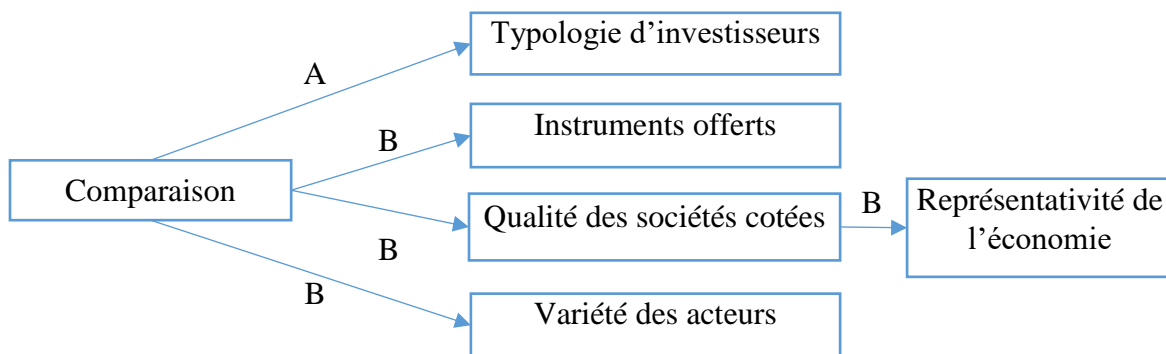 Typologie d’investisseurs
A
Instruments offerts
B
Comparaison
Qualité des sociétés cotées
B
Représentativité de
l’économie
B
B
Variété des acteurs